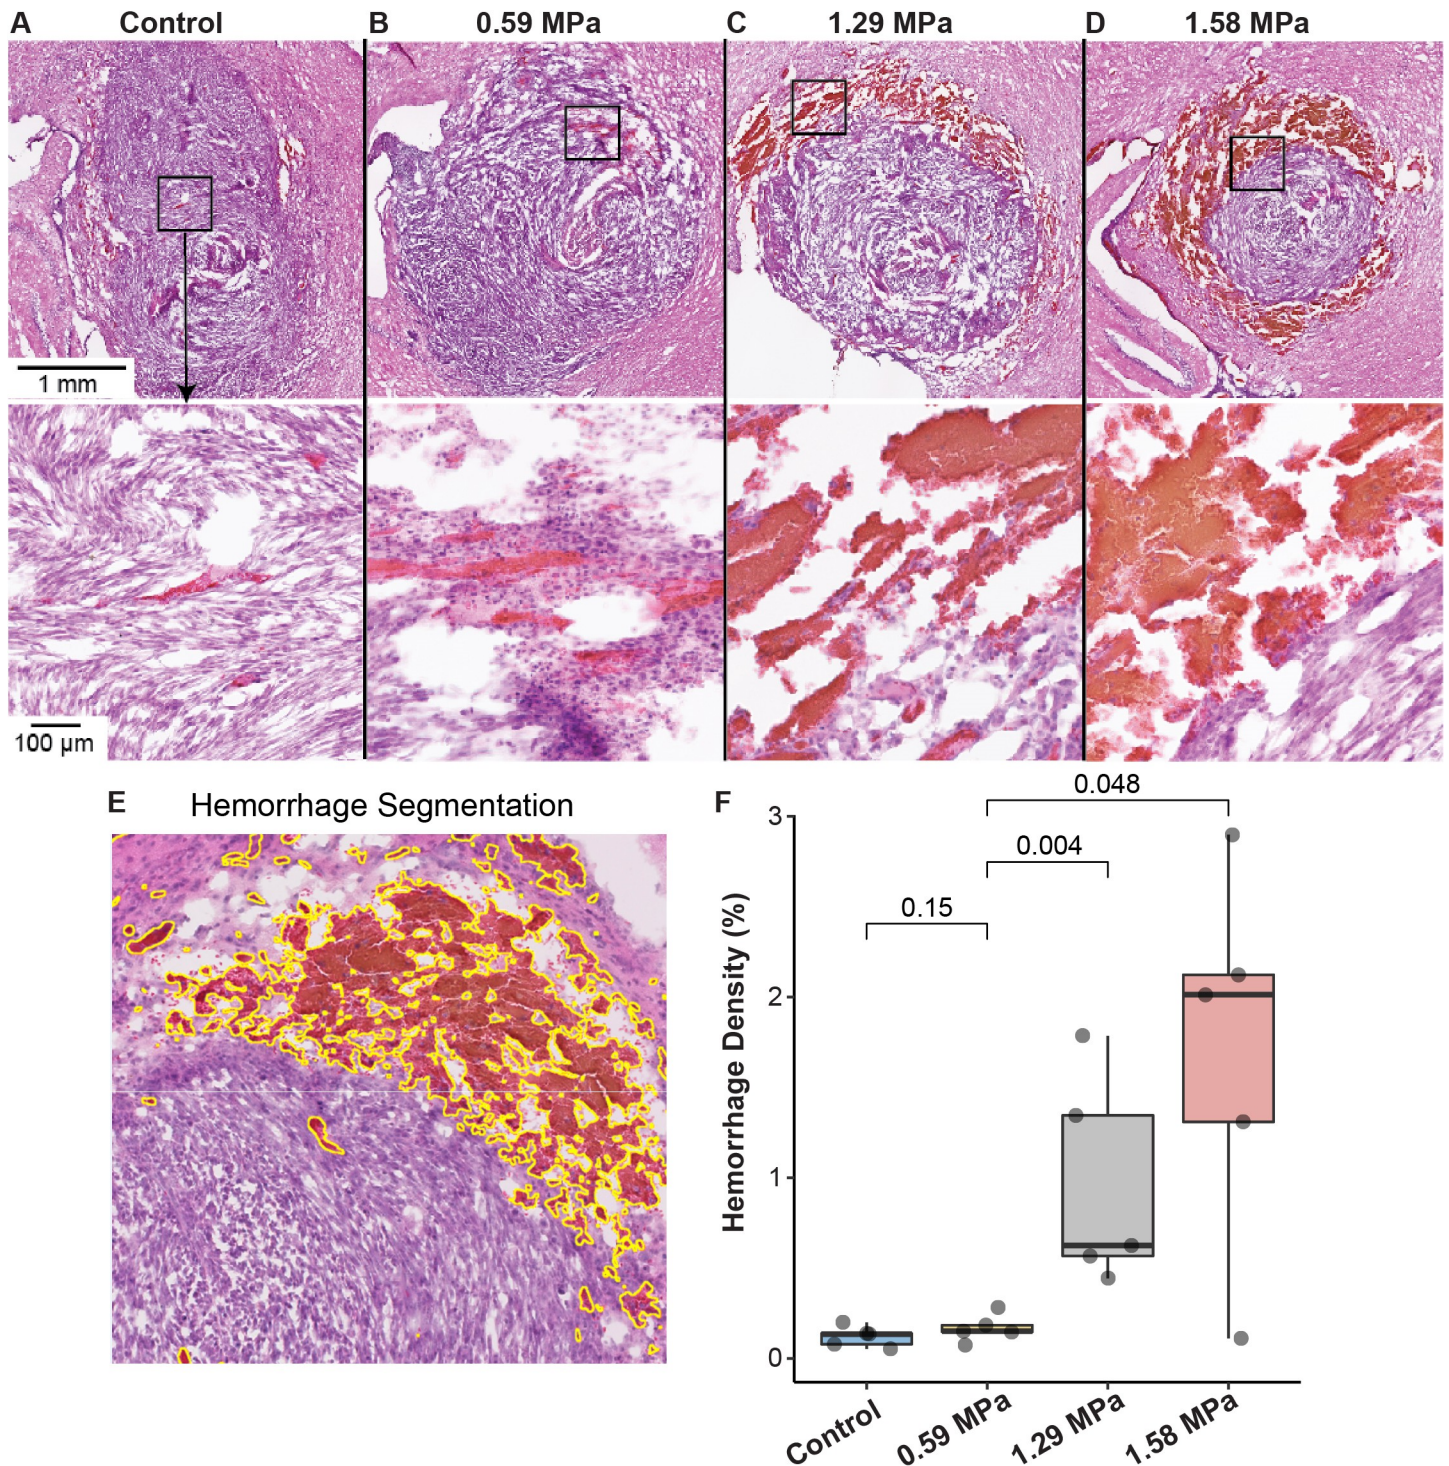 A Control
B 0.59 MPa
C 1.29 MPa
D 1.58 MPa
1 mm
100 µm
E Hemorrhage Segmentation
F
Hemorrhage Density (%)
3
2
1
0
0.048
0.004
0.15
Control
0.59 MPa
1.29 MPa
1.58 MPa